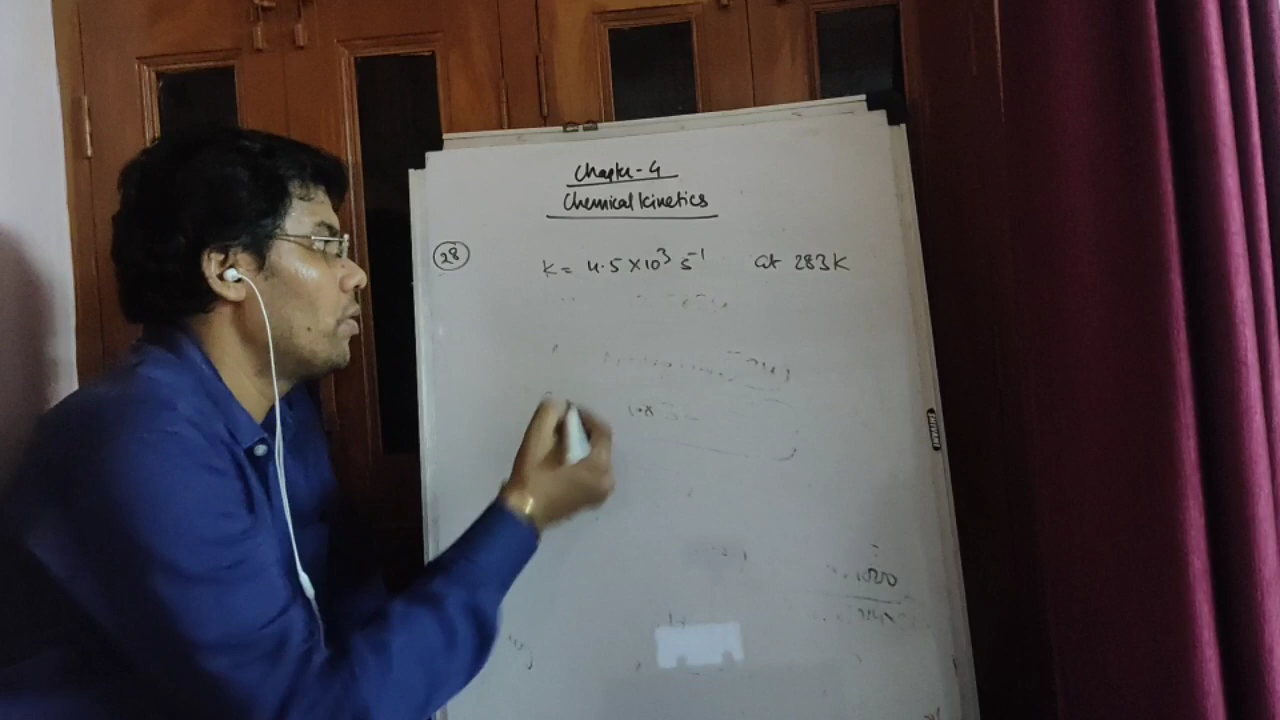 Chapter-4
Chemical kinetics
28 K = 4.5 X 10³ s⁻¹ at 283K